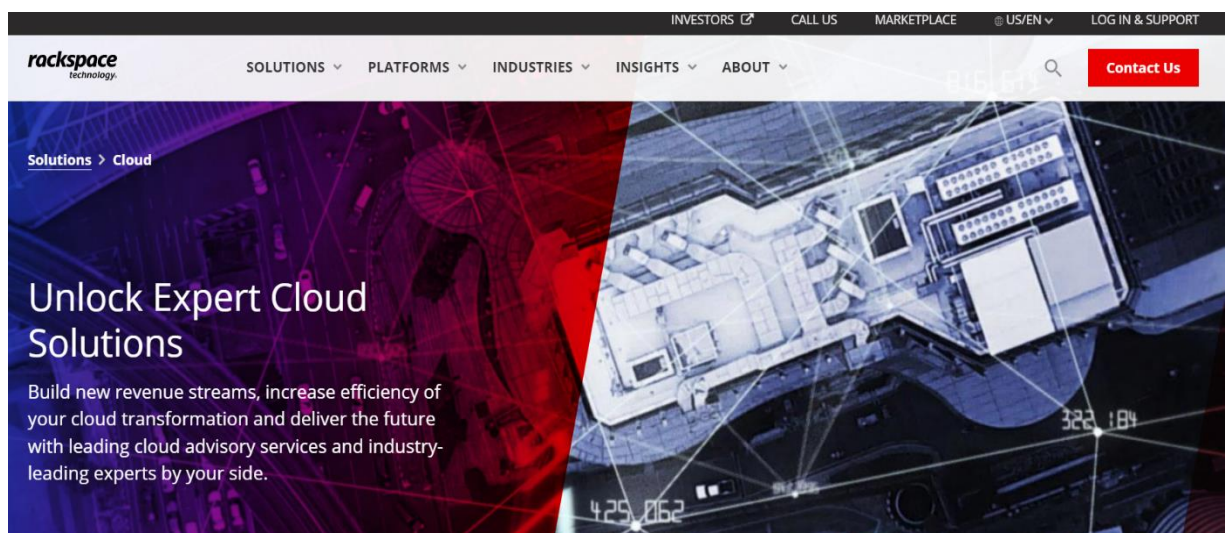 INVESTORS CALL US MARKETPLACE US/EN LOG IN & SUPPORT
rackspace
technology.
SOLUTIONS PLATFORMS INDUSTRIES INSIGHTS ABOUT Contact Us
Solutions > Cloud
Unlock Expert Cloud
Solutions
Build new revenue streams, increase efficiency of
your cloud transformation and deliver the future
with leading cloud advisory services and industry-
leading experts by your side.
322.184
425.062